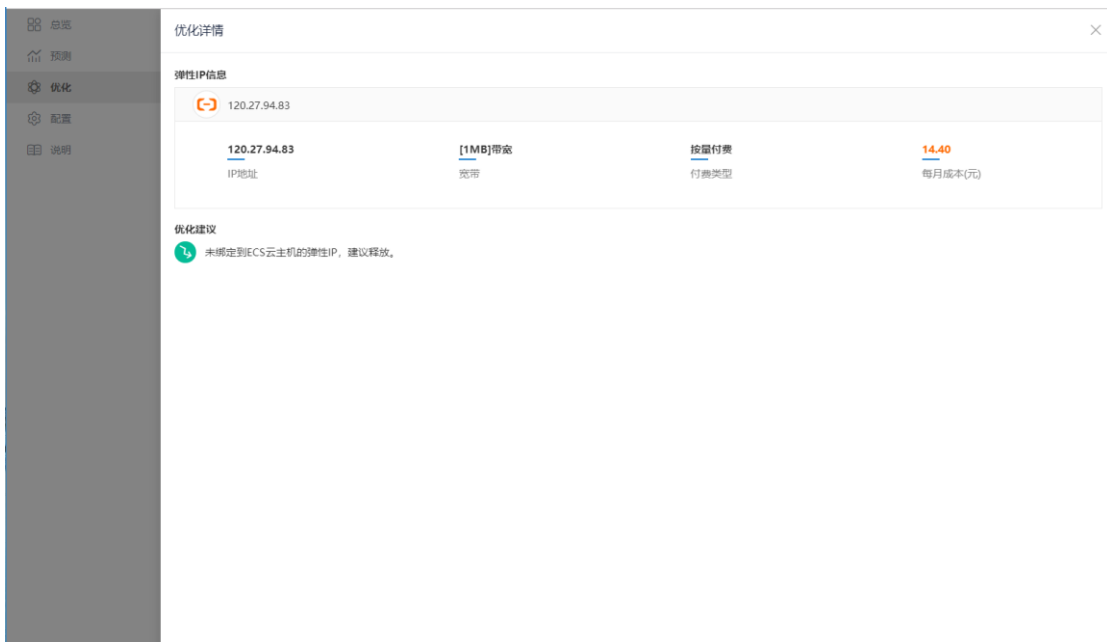 总览
预测
优化
配置
说明
优化详情
弹性IP信息
120.27.94.83
120.27.94.83 [1MB]带宽 按量付费 14.40
IP地址 宽带 付费类型 每月成本(元)
优化建议
未绑定到ECS云主机的弹性IP，建议释放。